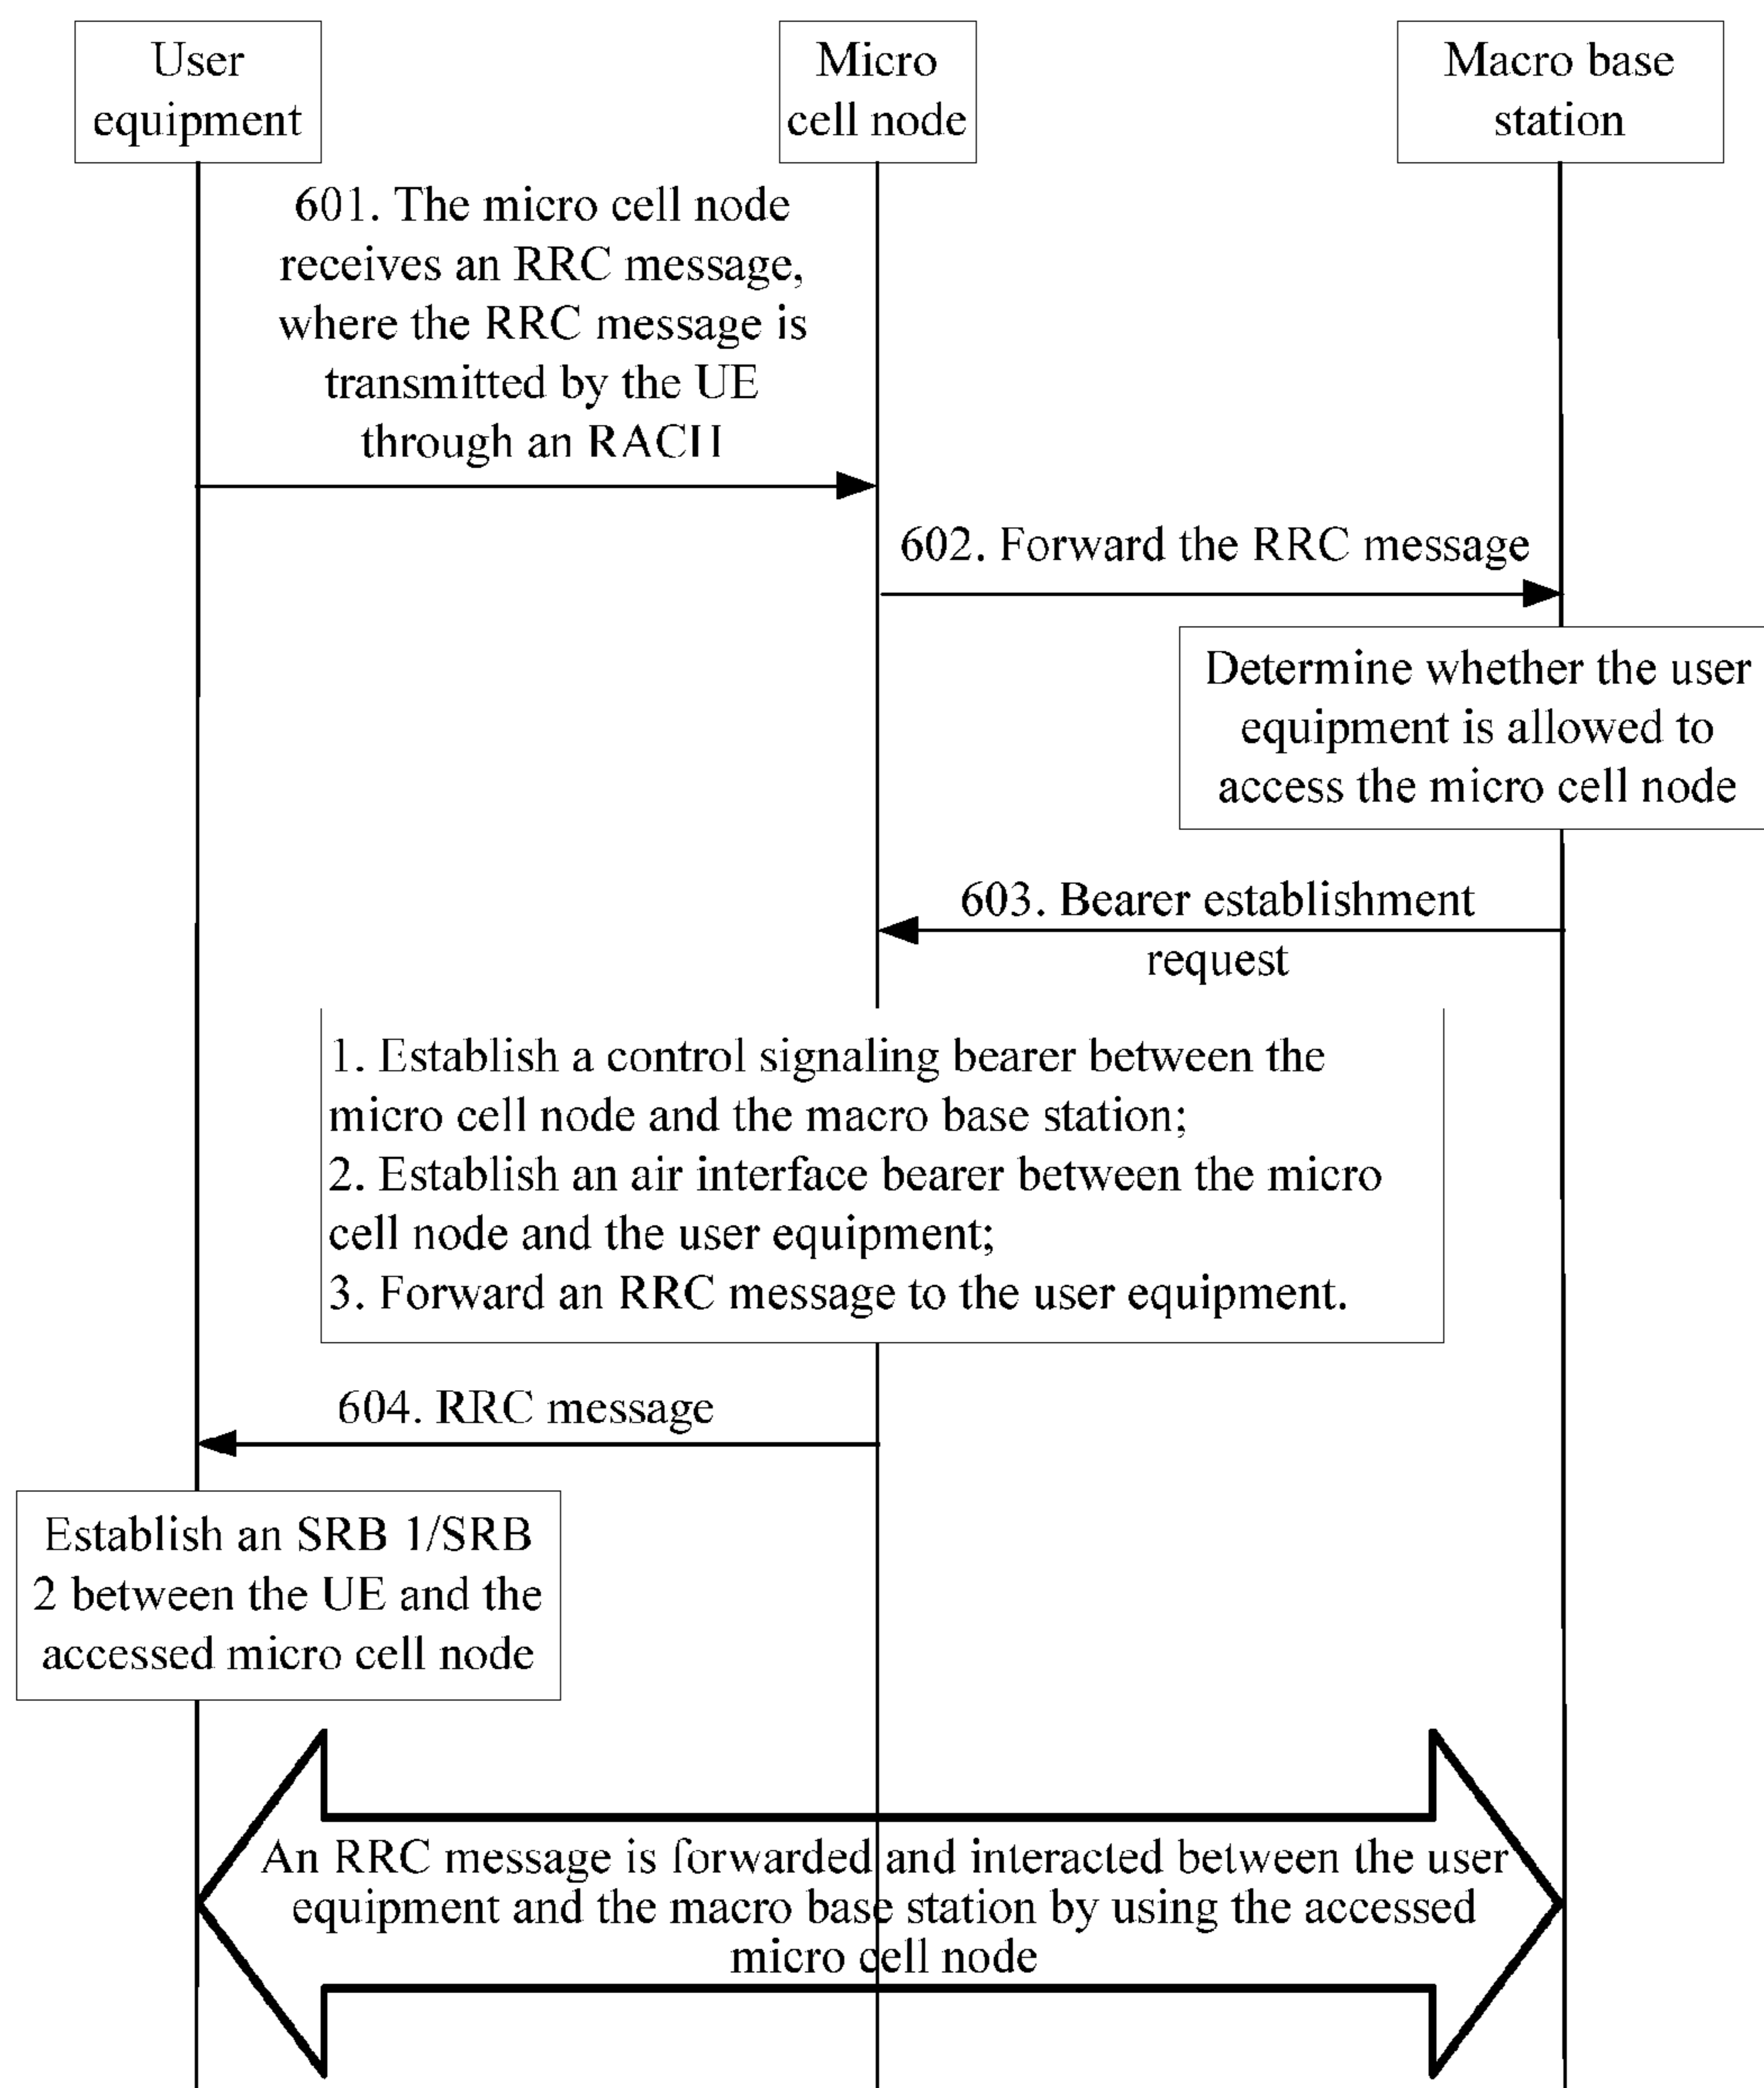 User
equipment
Micro
cell node
Macro base
station
601. The micro cell node
receives an RRC message,
where the RRC message is
transmitted by the UE
through an RACH
602. Forward the RRC message
Determine whether the user
equipment is allowed to
access the micro cell node
603. Bearer establishment
request
1. Establish a control signaling bearer between the
micro cell node and the macro base station;
2. Establish an air interface bearer between the micro
cell node and the user equipment;
3. Forward an RRC message to the user equipment.
604. RRC message
Establish an SRB 1/SRB
2 between the UE and the
accessed micro cell node
An RRC message is forwarded and interacted between the user
equipment and the macro base station by using the accessed
micro cell node